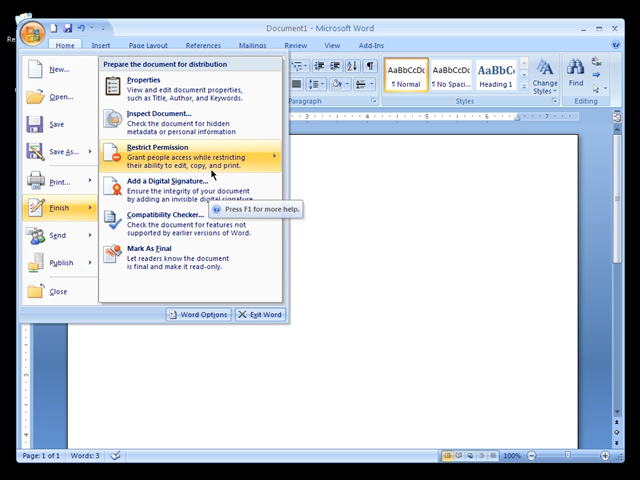 Document1 - Microsoft Word
Home Insert Page Layout References Mailings Review View Add-Ins
New...
Open...
Save
Save As...
Print...
Finish
Send
Publish
Close
Prepare the document for distribution
Properties
View and edit document properties,
such as Title, Author, and Keywords.
Inspect Document...
Check the document for hidden
metadata or personal information
Restrict Permission
Grant people access while restricting
their ability to edit, copy, and print.
Add a Digital Signature...
Ensure the integrity of your document
by adding an invisible digital signature.
Press F1 for more help.
Compatibility Checker...
Check the document for features not
supported by earlier versions of Word.
Mark As Final
Let readers know the document
is final and make it read-only.
Word Options Exit Word
AaBbCcDc AaBbCcDc AaBbC
¶ Normal ¶ No Spaci... Heading 1
Change
Styles
Find
Paragraph Styles Editing
3 4 5 6 7
Page: 1 of 1 Words: 3 100%